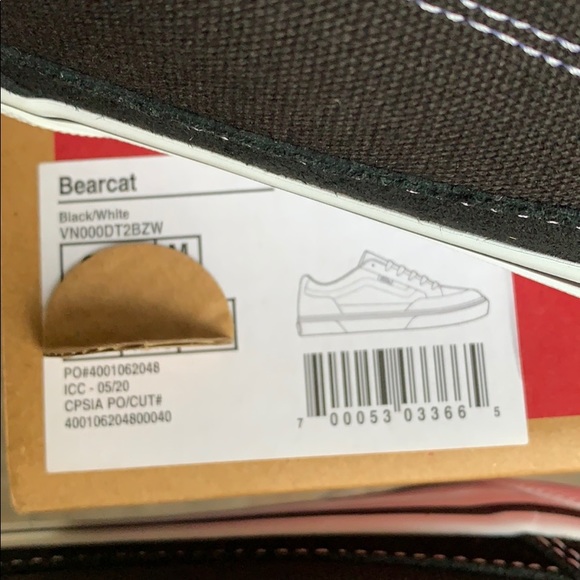 Bearcat
Black/White
VN000DT2BZW
M
PO#4001062048
ICC - 05/20
CPSIA PO/CUT#
400106204800040
7 00053 03366 5